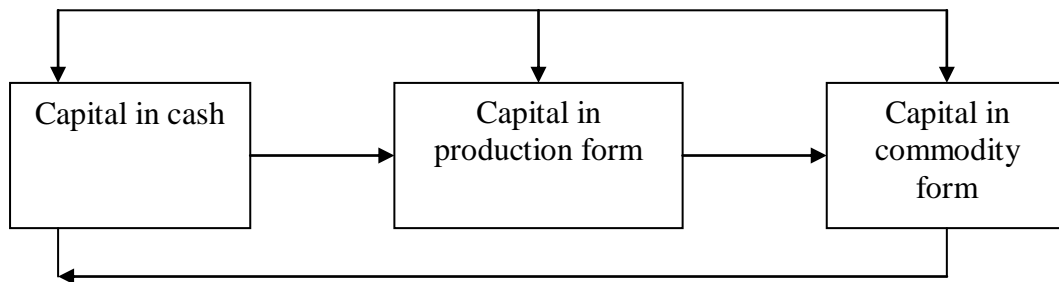 Capital in cash
Capital in
production form
Capital in
commodity
form